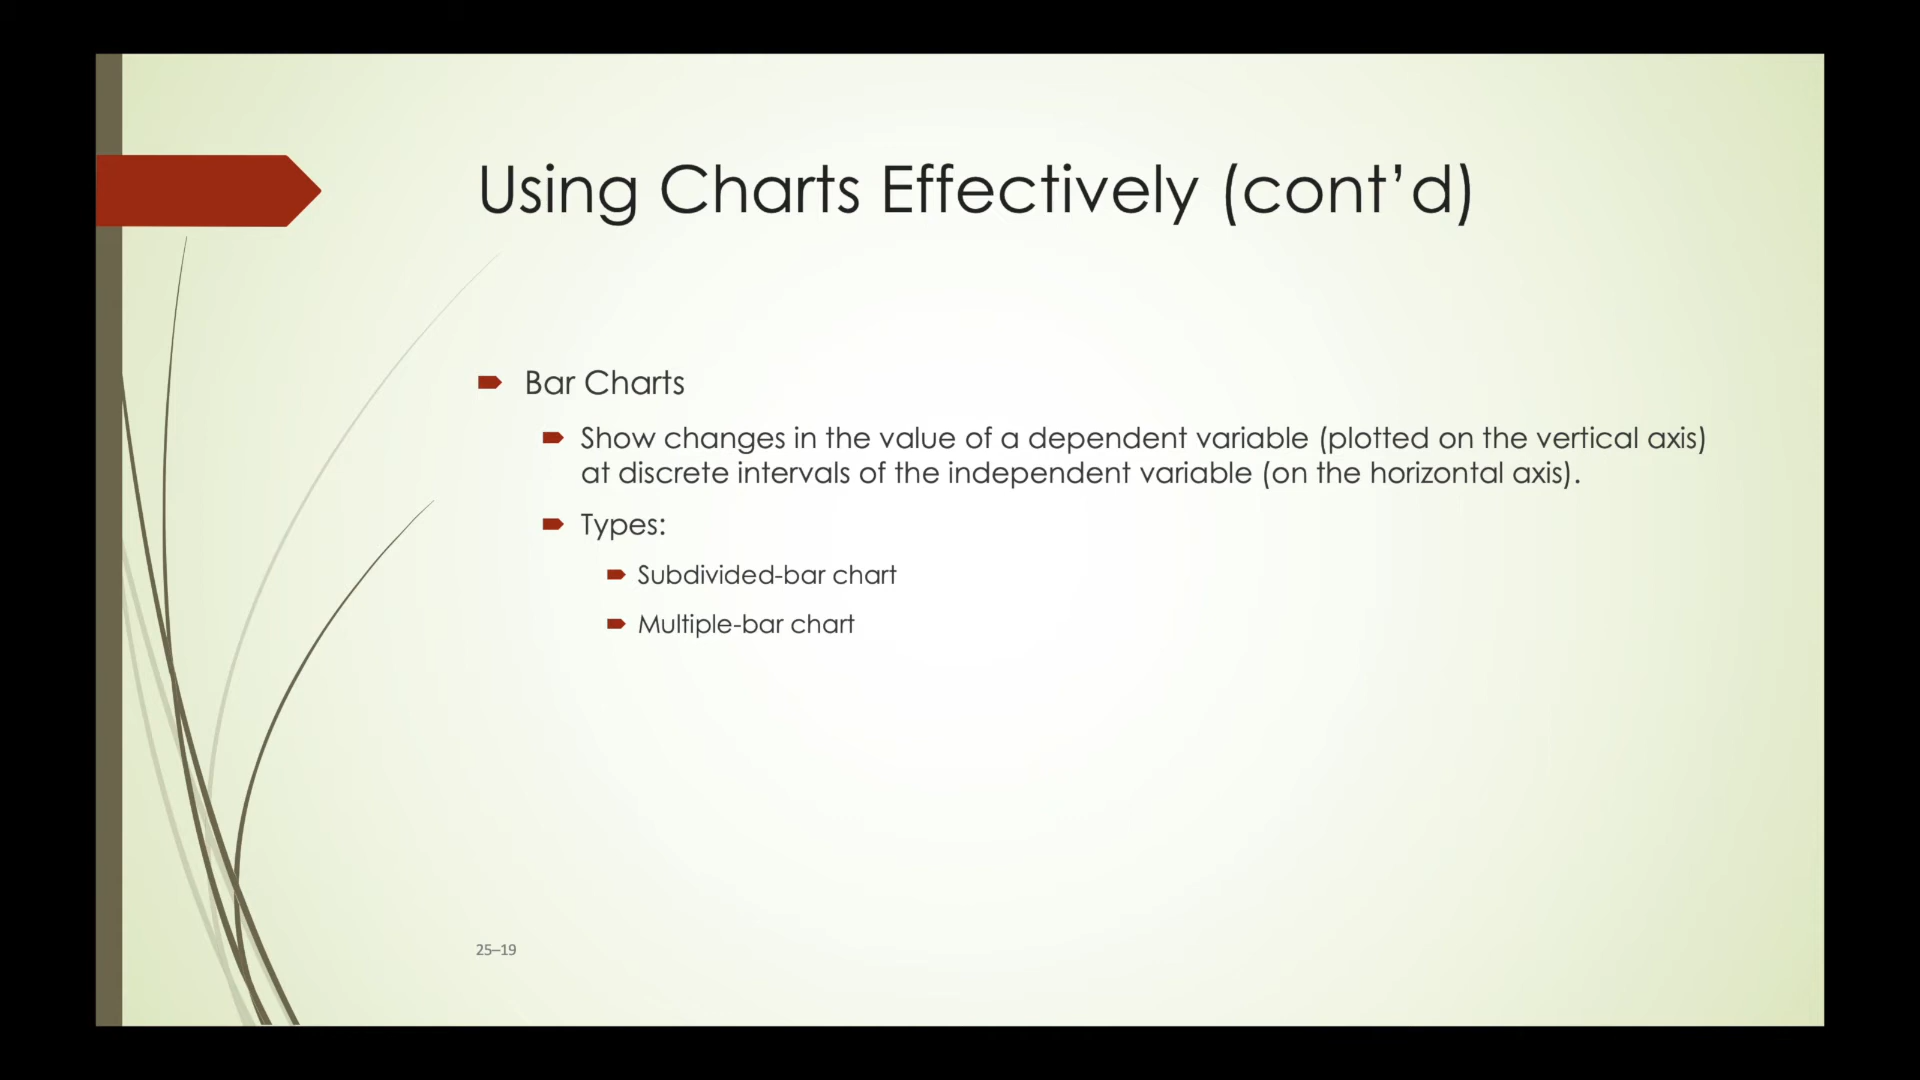 Using Charts Effectively (cont’d)
Bar Charts
Show changes in the value of a dependent variable (plotted on the vertical axis)
at discrete intervals of the independent variable (on the horizontal axis).
Types:
Subdivided-bar chart
Multiple-bar chart
25–19